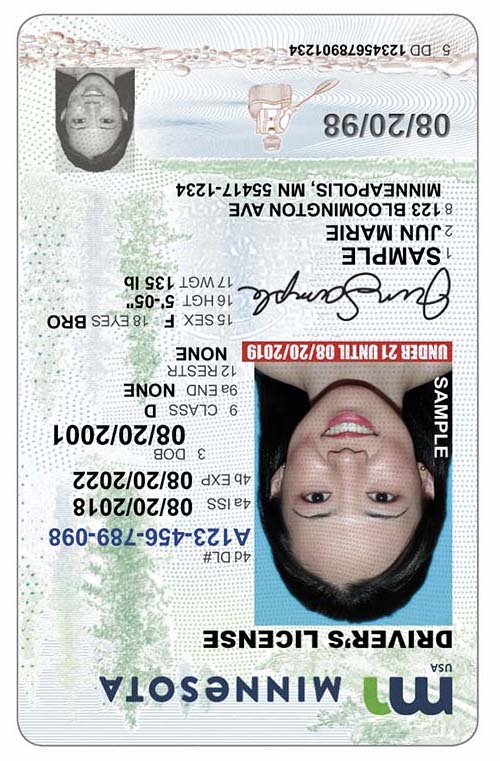 MINNESOTA
USA
DRIVER'S LICENSE
4d DL#
A123-456-789-098
4a ISS 08/20/2018
4b EXP 08/20/2022
3 DOB
08/20/2001
9 CLASS D
9a END NONE
12 RESTR
NONE
SAMPLE
UNDER 21 UNTIL 08/20/2019
15 SEX F 18 EYES BRO
16 HGT 5'-05"
17 WGT 135 lb
Jun Sample
1 SAMPLE
2 JUN MARIE
8 123 BLOOMINGTON AVE
MINNEAPOLIS, MN 55417-1234
08/20/98
5 DD 12345678901234